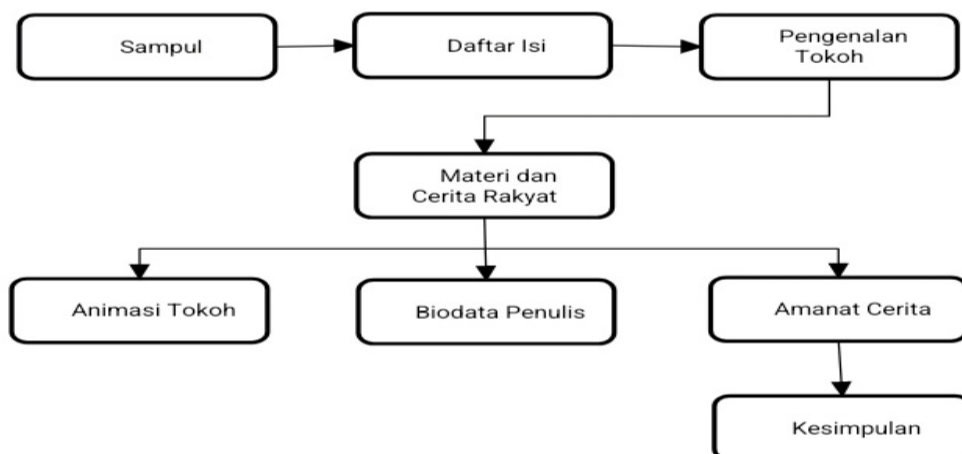 Sampul
Daftar Isi
Pengenalan
Tokoh
Materi dan
Cerita Rakyat
Animasi Tokoh
Biodata Penulis
Amanat Cerita
Kesimpulan